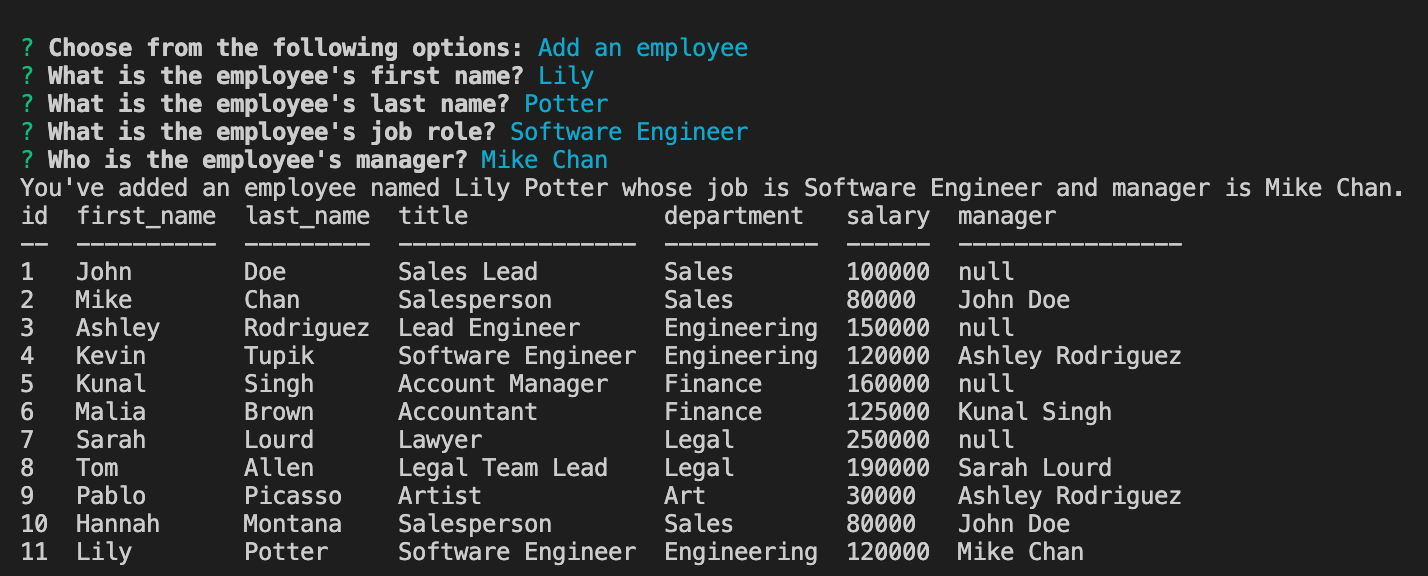 ? Choose from the following options: Add an employee
? What is the employee's first name? Lily
? What is the employee's last name? Potter
? What is the employee's job role? Software Engineer
? Who is the employee's manager? Mike Chan
You've added an employee named Lily Potter whose job is Software Engineer and manager is Mike Chan.
id  first_name  last_name  title              department   salary  manager
--  ----------  ---------  -----------------  -----------  ------  ----------------
1   John        Doe        Sales Lead         Sales        100000  null
2   Mike        Chan       Salesperson        Sales        80000   John Doe
3   Ashley      Rodriguez  Lead Engineer      Engineering  150000  null
4   Kevin       Tupik      Software Engineer  Engineering  120000  Ashley Rodriguez
5   Kunal       Singh      Account Manager    Finance      160000  null
6   Malia       Brown      Accountant         Finance      125000  Kunal Singh
7   Sarah       Lourd      Lawyer             Legal        250000  null
8   Tom         Allen      Legal Team Lead    Legal        190000  Sarah Lourd
9   Pablo       Picasso    Artist             Art          30000   Ashley Rodriguez
10  Hannah      Montana    Salesperson        Sales        80000   John Doe
11  Lily        Potter     Software Engineer  Engineering  120000  Mike Chan